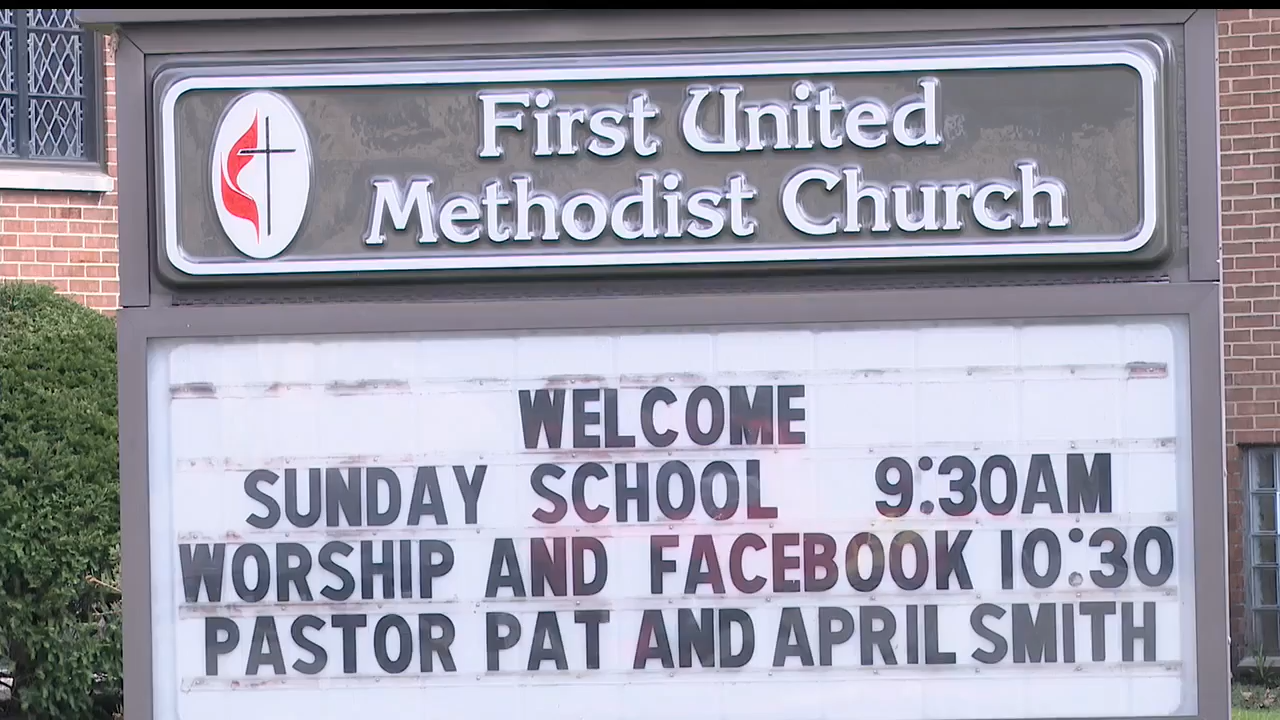 First United
Methodist Church
WELCOME
SUNDAY SCHOOL 9:30AM
WORSHIP AND FACEBOOK 10:30
PASTOR PAT AND APRIL SMITH